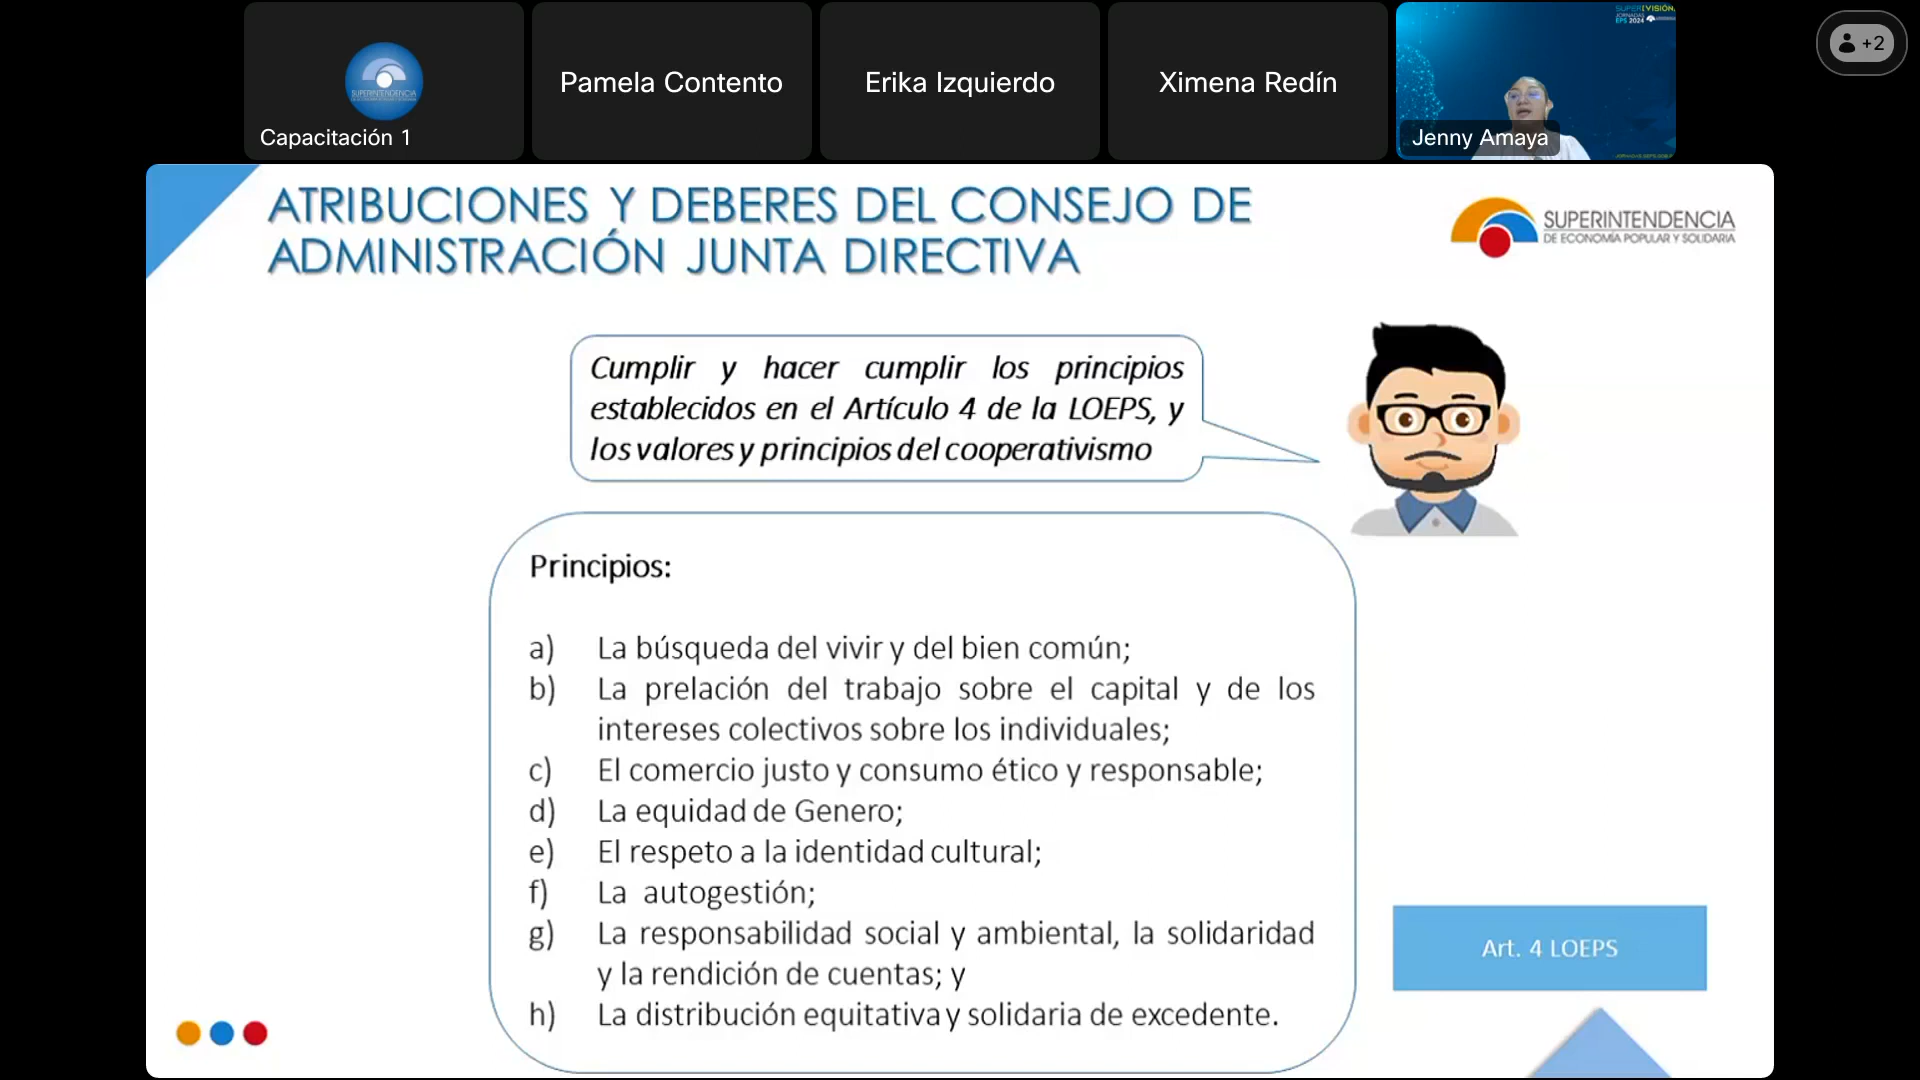 +2
Capacitación 1
Pamela Contento
Erika Izquierdo
Ximena Redín
Jenny Amaya
ATRIBUCIONES Y DEBERES DEL CONSEJO DE
ADMINISTRACIÓN JUNTA DIRECTIVA
SUPERINTENDENCIA
DE ECONOMÍA POPULAR Y SOLIDARIA
Cumplir y hacer cumplir los principios
establecidos en el Artículo 4 de la LOEPS, y
los valores y principios del cooperativismo
Principios:
a) La búsqueda del vivir y del bien común;
b) La prelación del trabajo sobre el capital y de los
intereses colectivos sobre los individuales;
c) El comercio justo y consumo ético y responsable;
d) La equidad de Genero;
e) El respeto a la identidad cultural;
f) La autogestión;
g) La responsabilidad social y ambiental, la solidaridad
y la rendición de cuentas; y
h) La distribución equitativa y solidaria de excedente.
Art. 4 LOEPS